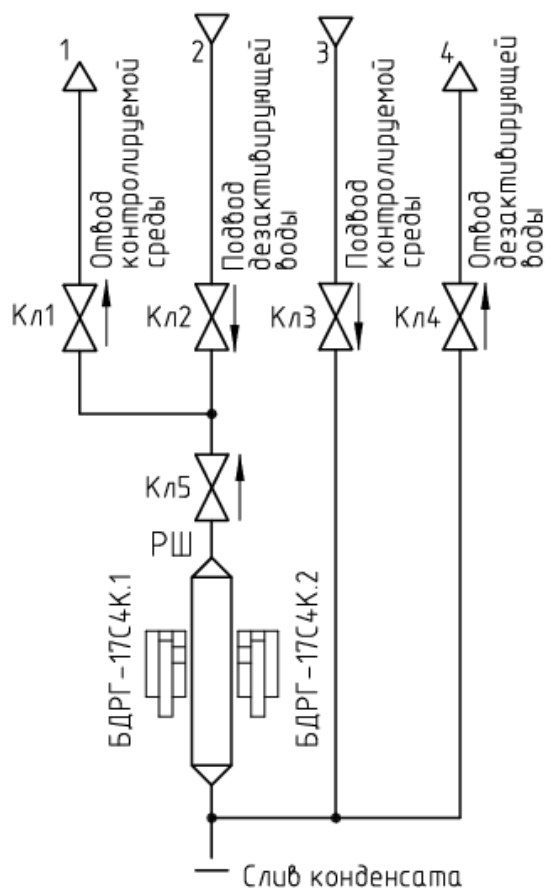 1
2
3
4
Отвод
контролируемой
среды
Подвод
дезактивирующей
воды
Подвод
контролируемой
среды
Отвод
дезактивирующей
воды
Кл1
Кл2
Кл3
Кл4
Кл5
РШ
БДРГ-17С4К.1
БДРГ-17С4К.2
Слив конденсата